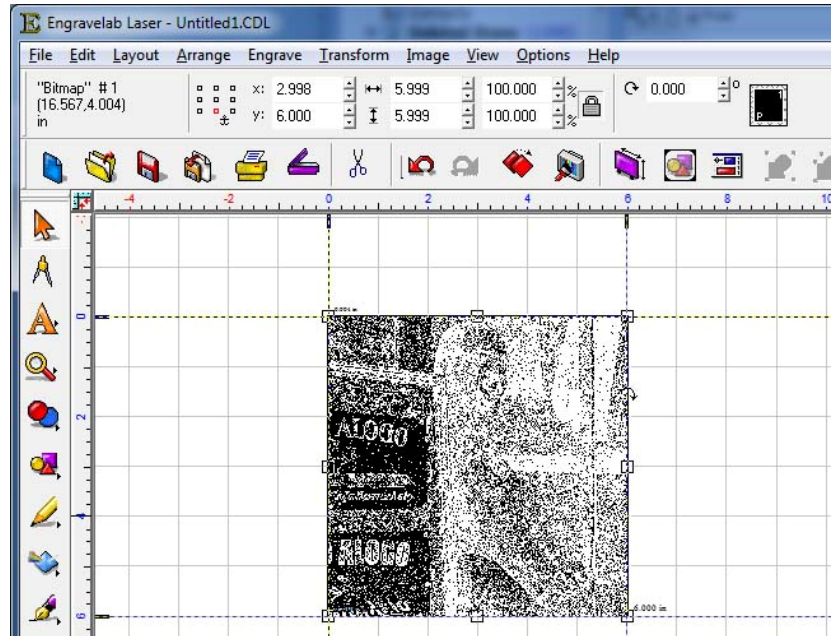 Engravelab Laser - Untitled1.CDL
File Edit Layout Arrange Engrave Transform Image View Options Help
"Bitmap" # 1 x: 2.998 5.999 100.000 % 0.000 °
(16.567,4.004) y: 6.000 5.999 100.000 % P
in
-4 -2 0 2 4 6 8 10
0
2
4
6
6.000 in